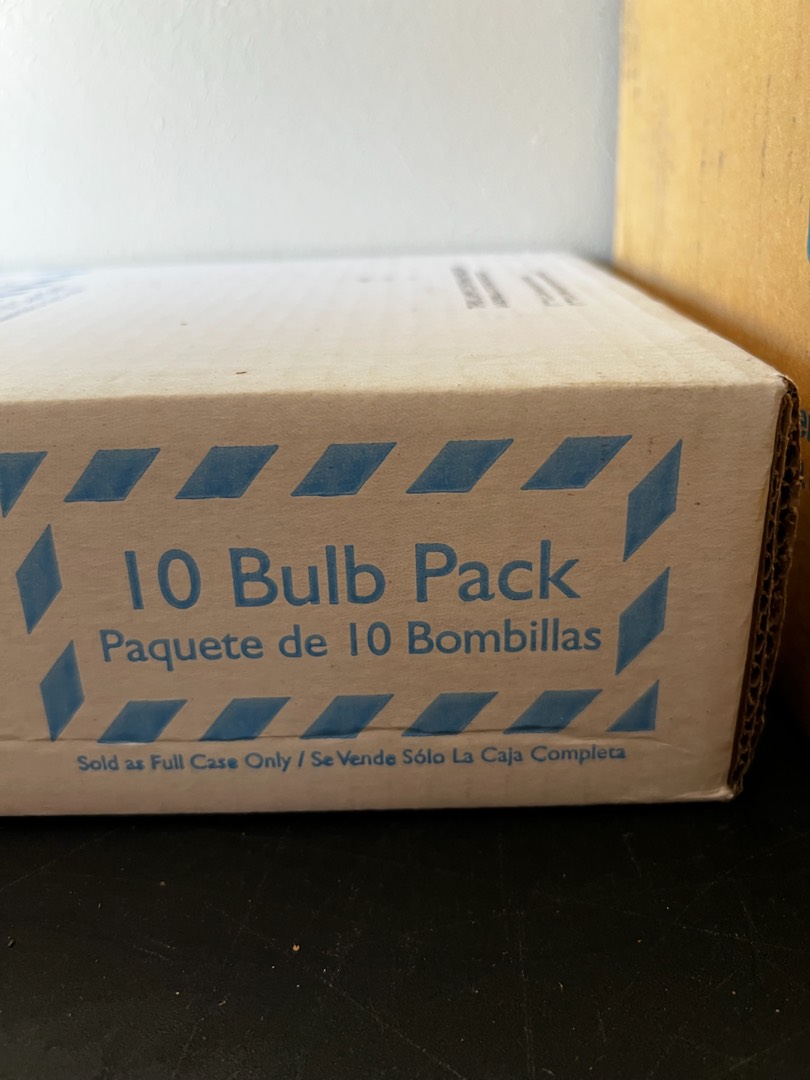 10 Bulb Pack
Paquete de 10 Bombillas
Sold as Full Case Only / Se Vende Sólo La Caja Completa